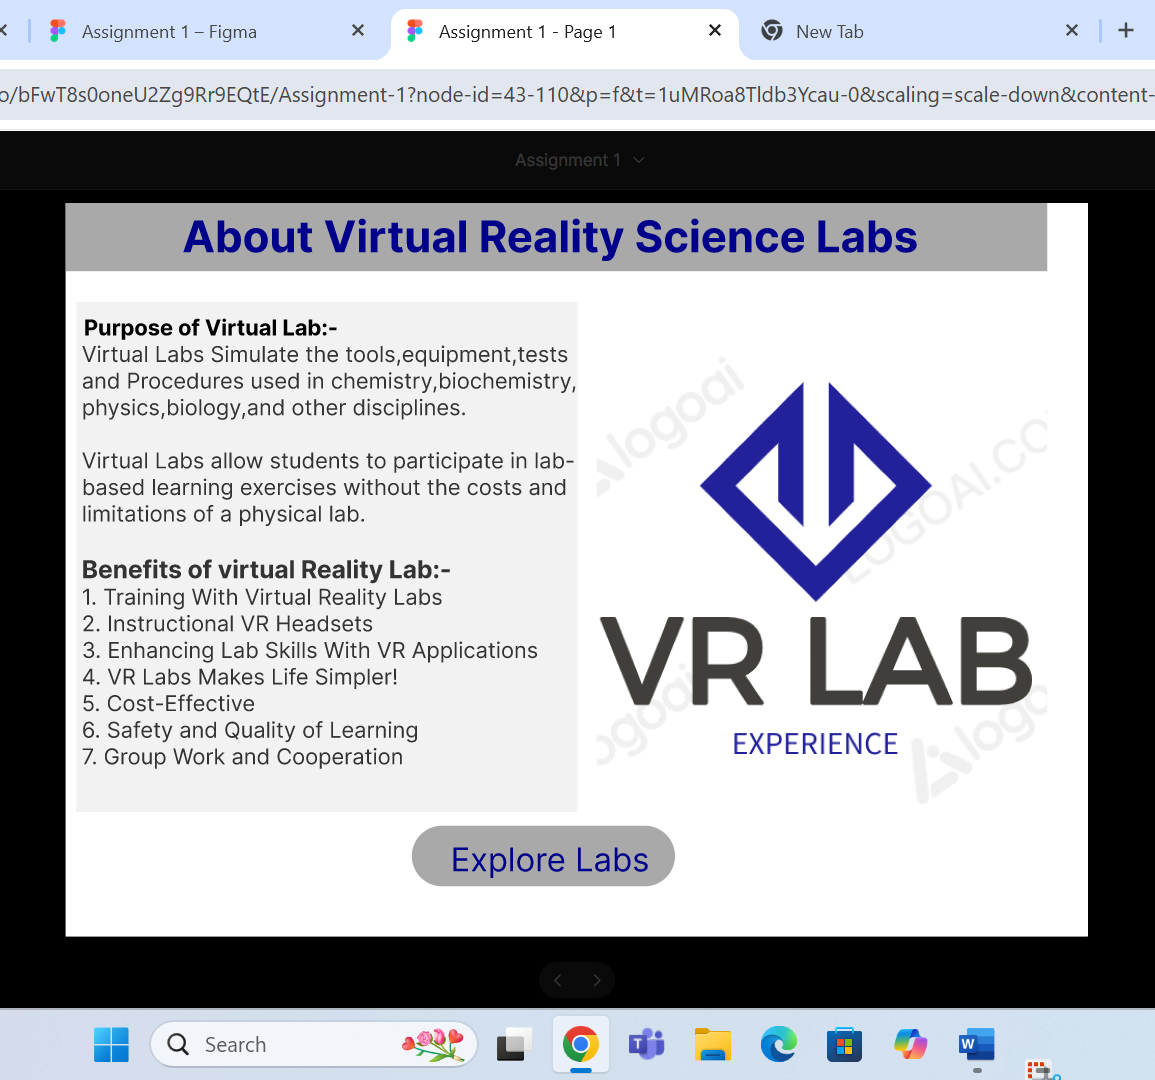 Assignment 1 – Figma
Assignment 1 - Page 1
New Tab
o/bFwT8s0oneU2Zg9Rr9EQtE/Assignment-1?node-id=43-110&p=f&t=1uMRoa8Tldb3Ycau-0&scaling=scale-down&content-
Assignment 1
About Virtual Reality Science Labs
Purpose of Virtual Lab:-
Virtual Labs Simulate the tools,equipment,tests
and Procedures used in chemistry,biochemistry,
physics,biology,and other disciplines.
Virtual Labs allow students to participate in lab-
based learning exercises without the costs and
limitations of a physical lab.
Benefits of virtual Reality Lab:-
1. Training With Virtual Reality Labs
2. Instructional VR Headsets
3. Enhancing Lab Skills With VR Applications
4. VR Labs Makes Life Simpler!
5. Cost-Effective
6. Safety and Quality of Learning
7. Group Work and Cooperation
logoai
LOGOAI.CO
VR LAB
ogoai
logo
EXPERIENCE
Explore Labs
Search
T
W